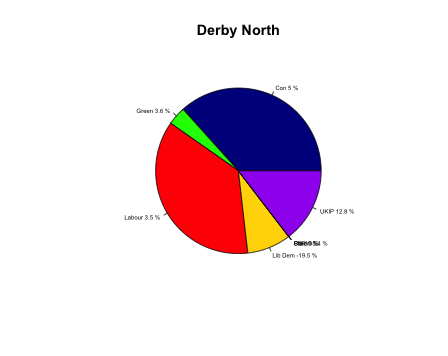 Derby North
Con 5 %
Green 3.6 %
Labour 3.5 %
UKIP 12.8 %
Lib Dem -19.5 %